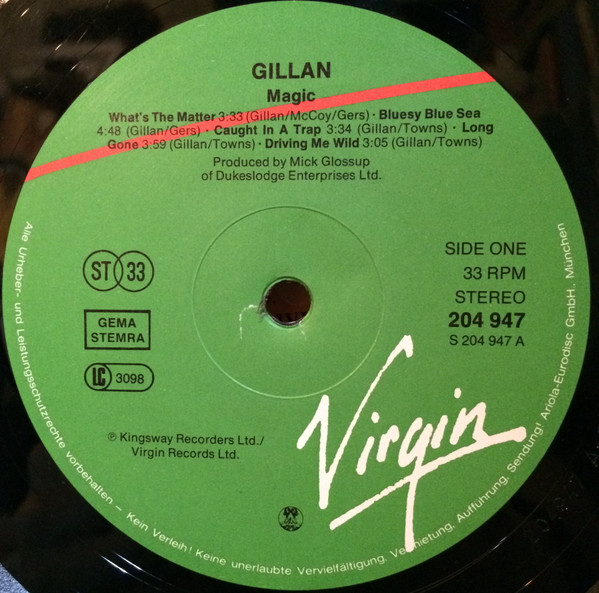 GILLAN
Magic
What's The Matter 3:33 (Gillan/McCoy/Gers) · Bluesy Blue Sea
4:48 (Gillan/Gers) · Caught In A Trap 3:34 (Gillan/Towns) · Long
Gone 3:59 (Gillan/Towns) · Driving Me Wild 3:05 (Gillan/Towns)
Produced by Mick Glossup
of Dukeslodge Enterprises Ltd.
ST 33
GEMA
STEMRA
LC 3098
SIDE ONE
33 RPM
STEREO
204 947
S 204 947 A
℗ Kingsway Recorders Ltd./
Virgin Records Ltd.
Virgin
Alle Urheber- und Leistungsschutzrechte vorbehalten – Kein Verleih! Keine unerlaubte Vervielfältigung, Vermietung, Aufführung, Sendung! Ariola-Eurodisc GmbH., München